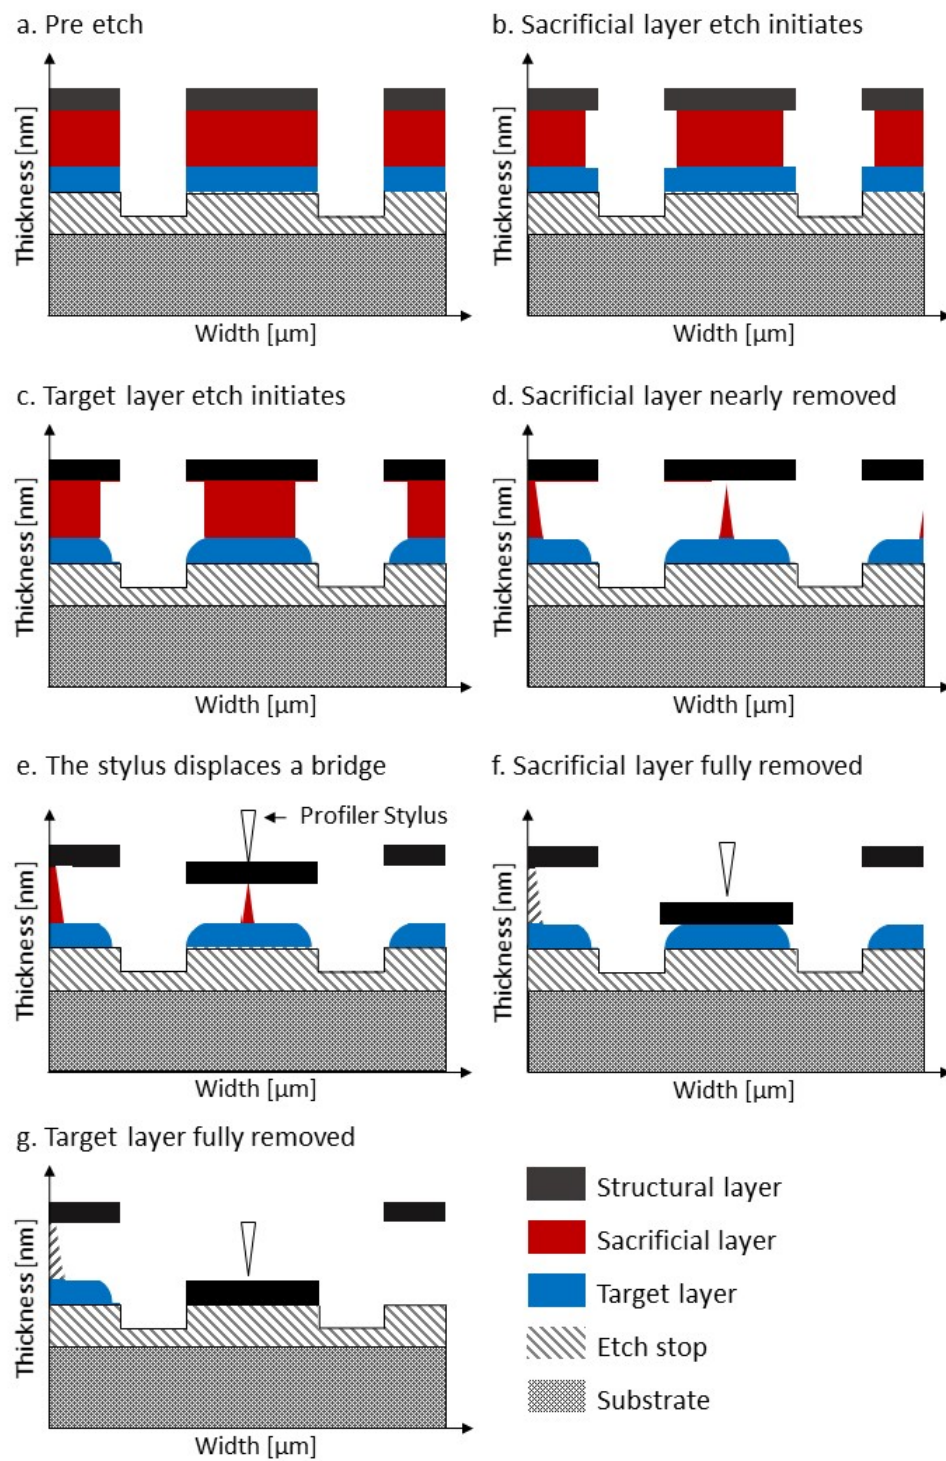 a. Pre etch
Thickness [nm]
Width [µm]
b. Sacrificial layer etch initiates
Thickness [nm]
Width [µm]
c. Target layer etch initiates
Thickness [nm]
Width [µm]
d. Sacrificial layer nearly removed
Thickness [nm]
Width [µm]
e. The stylus displaces a bridge
Profiler Stylus
Thickness [nm]
Width [µm]
f. Sacrificial layer fully removed
Thickness [nm]
Width [µm]
g. Target layer fully removed
Thickness [nm]
Width [µm]
Structural layer
Sacrificial layer
Target layer
Etch stop
Substrate